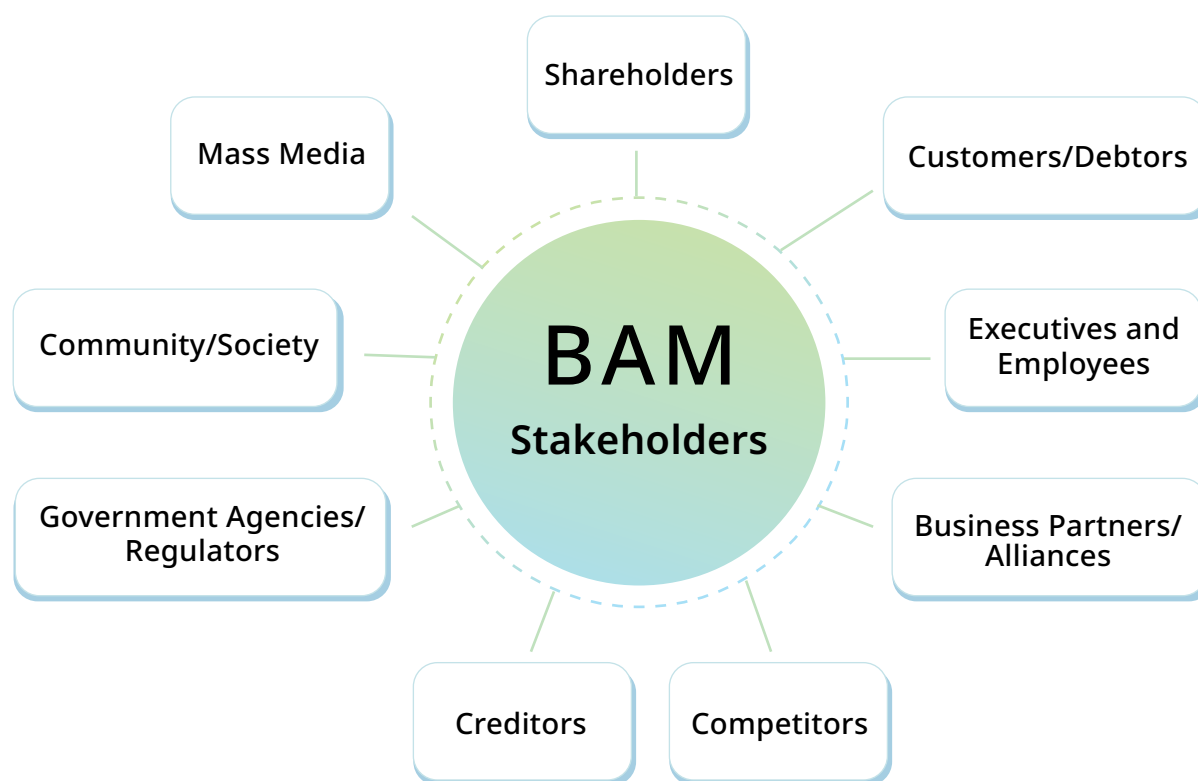 Shareholders
Mass Media
Customers/Debtors
Community/Society
Executives and
Employees
BAM
Stakeholders
Government Agencies/
Regulators
Business Partners/
Alliances
Creditors
Competitors